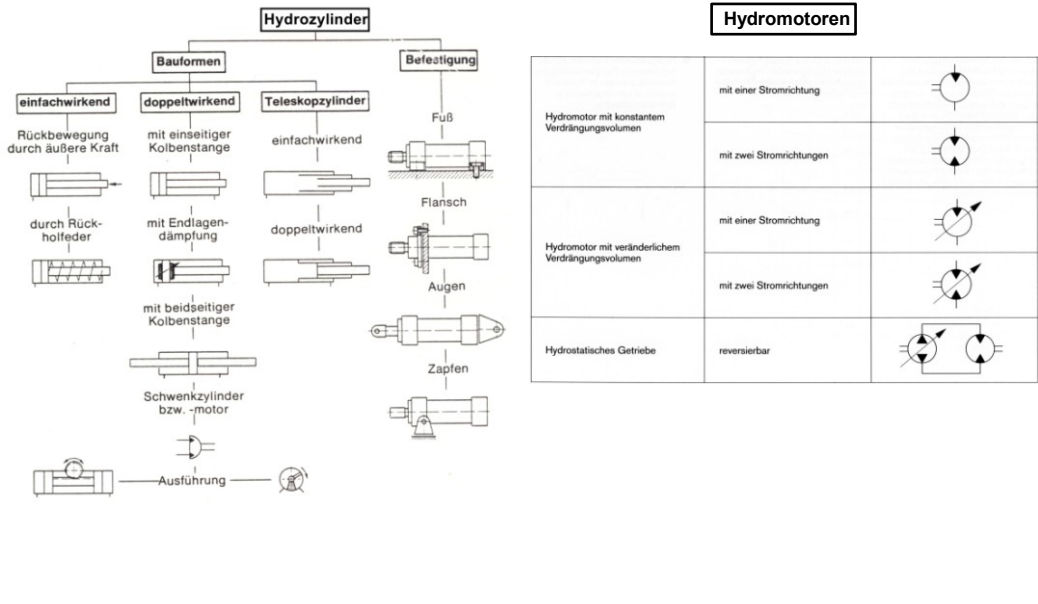 Hydrozylinder
Bauformen
Befestigung
einfachwirkend
doppeltwirkend
Teleskopzylinder
Rückbewegung
durch äußere Kraft
durch Rück-
holfeder
mit einseitiger
Kolbenstange
mit Endlagen-
dämpfung
mit beidseitiger
Kolbenstange
Schwenkzylinder
bzw. -motor
Ausführung
einfachwirkend
doppeltwirkend
Fuß
Flansch
Augen
Zapfen
Hydromotoren
Hydromotor mit konstantem
Verdrängungsvolumen
mit einer Stromrichtung
mit zwei Stromrichtungen
Hydromotor mit veränderlichem
Verdrängungsvolumen
mit einer Stromrichtung
mit zwei Stromrichtungen
Hydrostatisches Getriebe
reversierbar